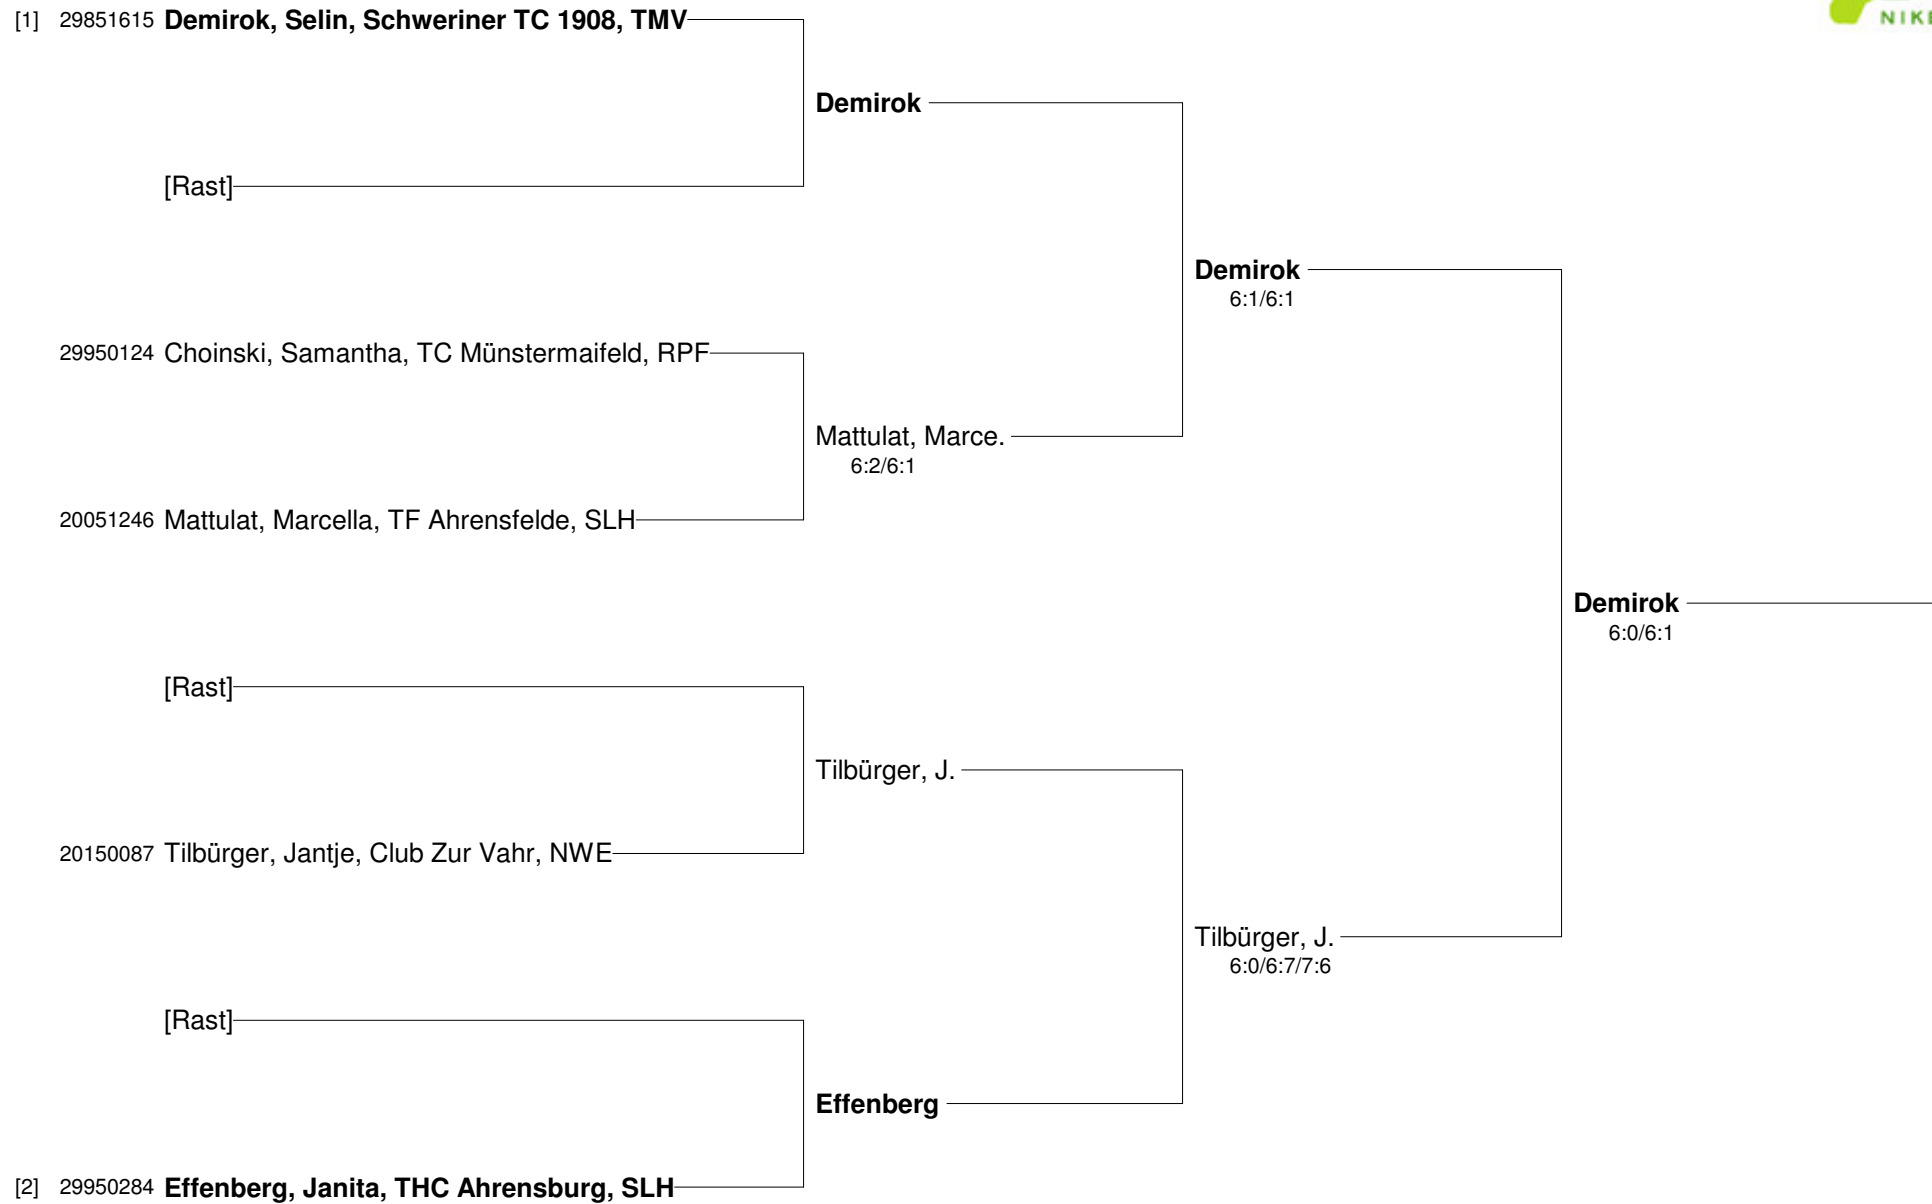 [1] 29851615 Demirok, Selin, Schweriner TC 1908, TMV
Demirok
[Rast]
Demirok
6:1/6:1
29950124 Choinski, Samantha, TC Münstermaifeld, RPF
Mattulat, Marce.
6:2/6:1
20051246 Mattulat, Marcella, TF Ahrensfelde, SLH
Demirok
6:0/6:1
[Rast]
Tilbürger, J.
20150087 Tilbürger, Jantje, Club Zur Vahr, NWE
Tilbürger, J.
6:0/6:7/7:6
[Rast]
Effenberg
[2] 29950284 Effenberg, Janita, THC Ahrensburg, SLH